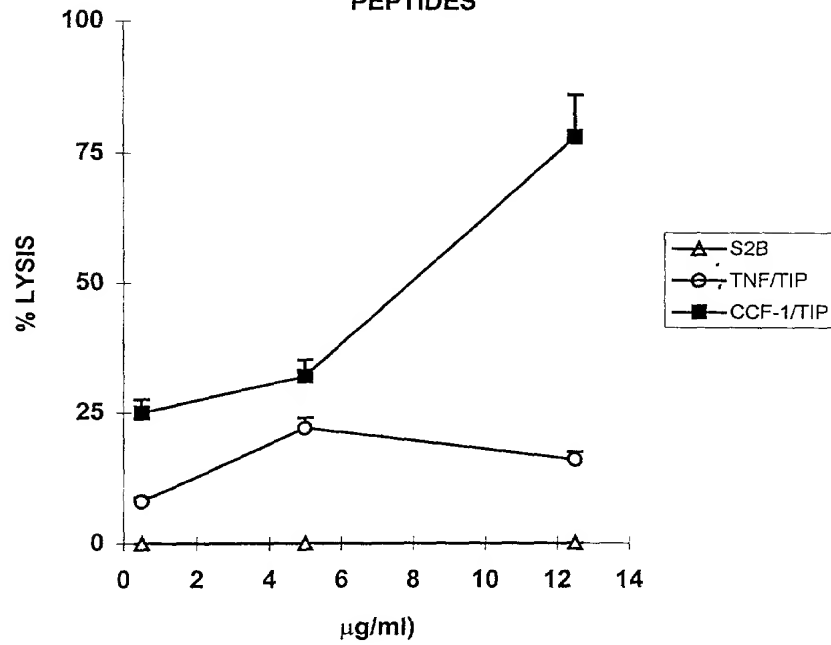 PEPTIDES
100
75
50
25
0
% LYSIS
0 2 4 6 8 10 12 14
μg/ml)
S2B
TNF/TIP
CCF-1/TIP